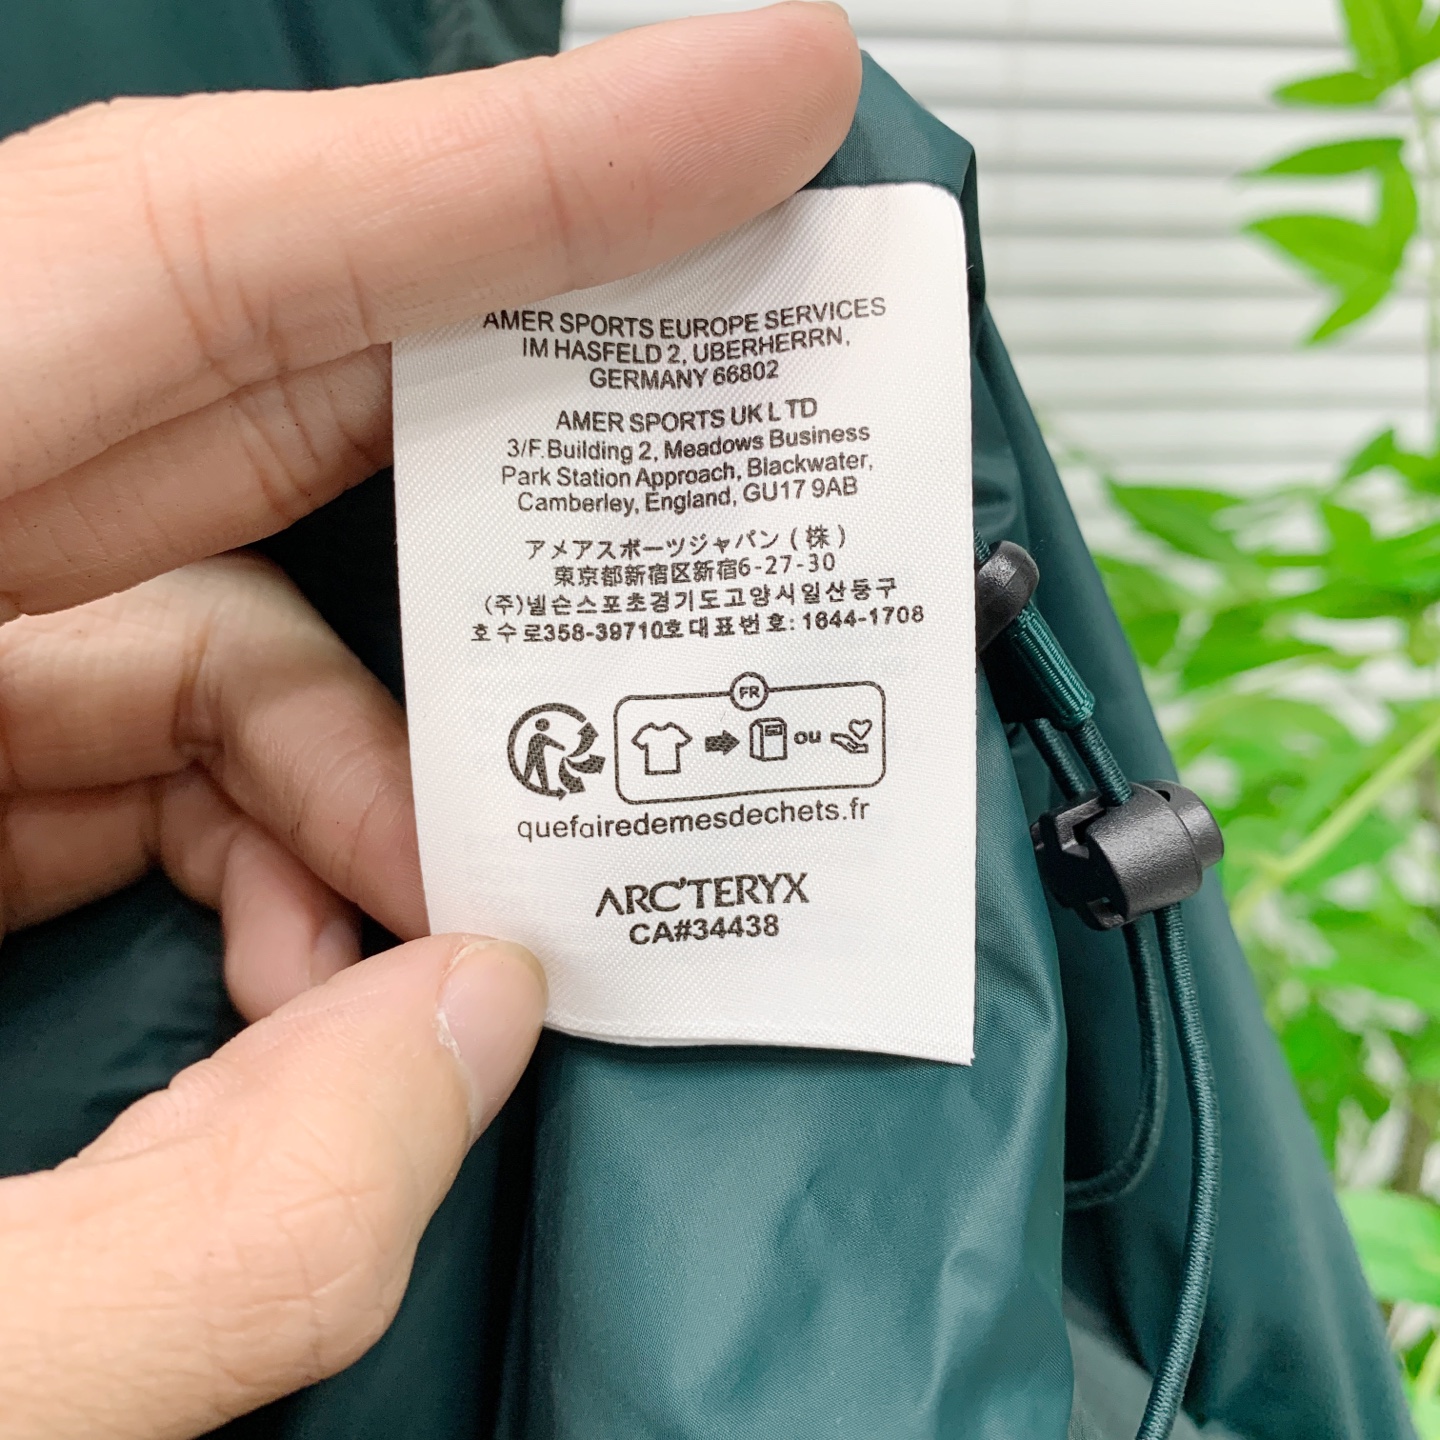 AMER SPORTS EUROPE SERVICES
IM HASFELD 2, UBERHERRN,
GERMANY 66802
AMER SPORTS UK L TD
3/F.Building 2, Meadows Business
Park Station Approach, Blackwater,
Camberley, England, GU17 9AB
アメアスポーツジャパン ( 株 )
東京都新宿区新宿6-27-30
(주)넬슨스포츠경기도고양시일산동구
호수로358-39710호대표번호: 1644-1708
FR
ou
quefairedemesdechets.fr
ARC'TERYX
CA#34438